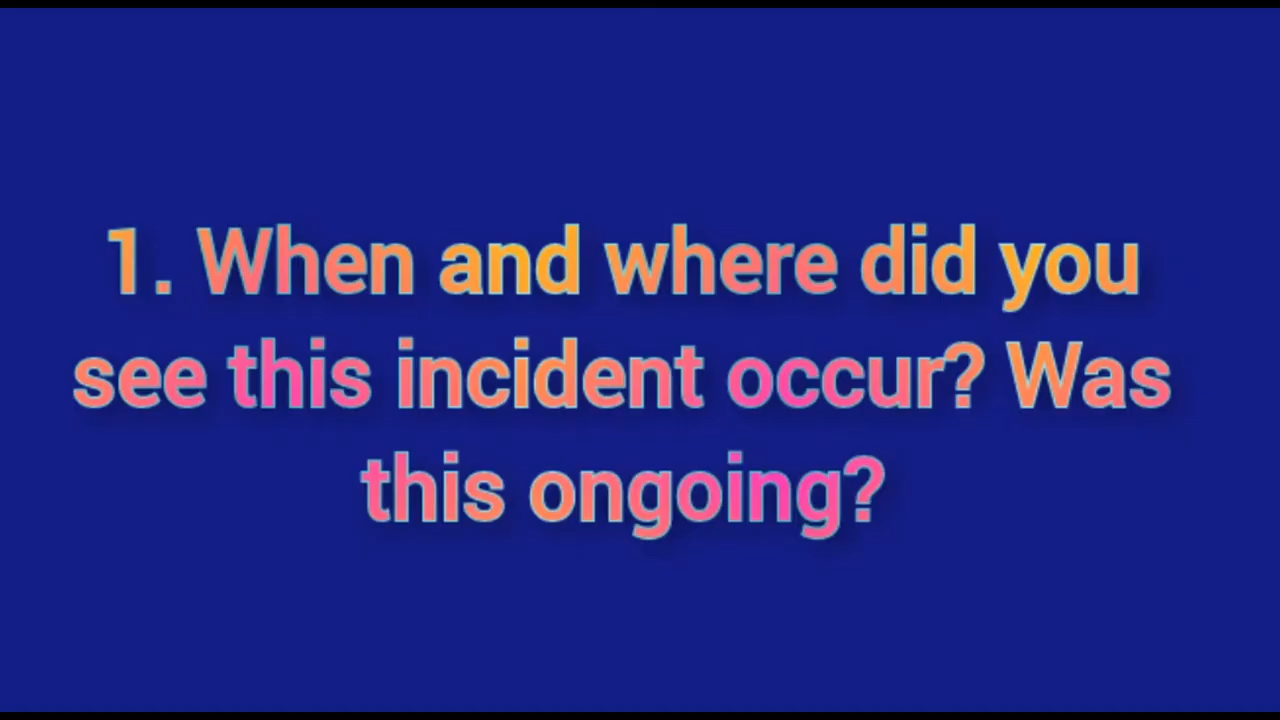 1. When and where did you
see this incident occur? Was
this ongoing?